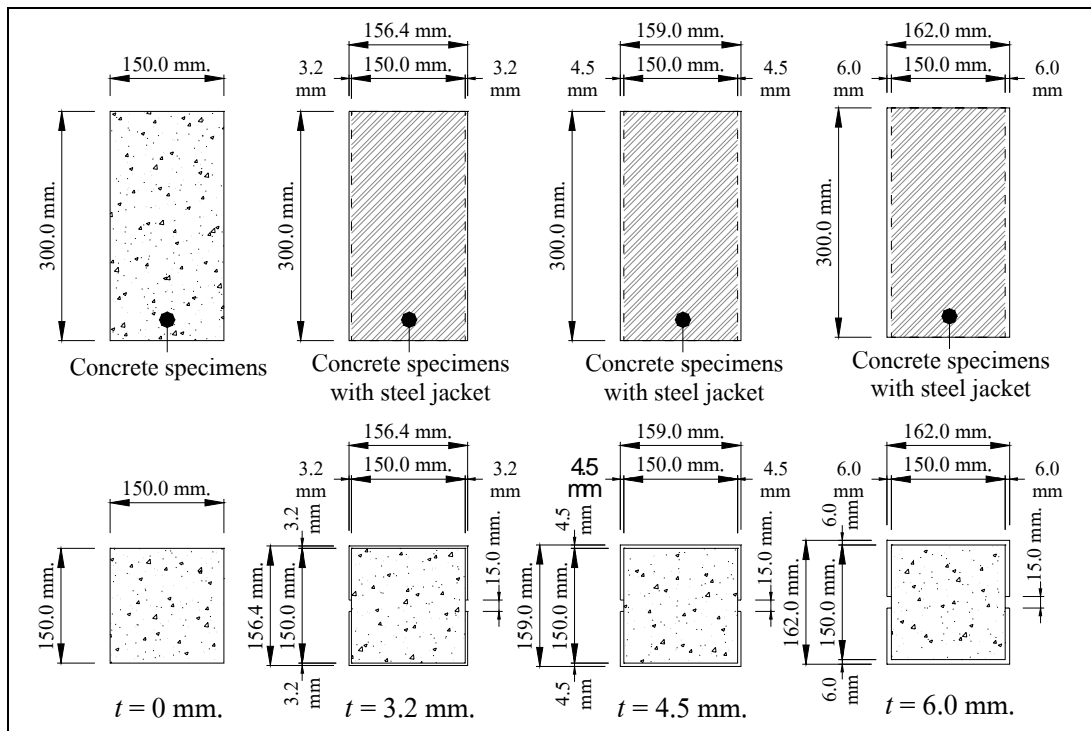 156.4 mm.
159.0 mm.
162.0 mm.
150.0 mm.
3.2
mm
150.0 mm.
3.2
mm
4.5
mm
150.0 mm.
4.5
mm
6.0
mm
150.0 mm.
6.0
mm
300.0 mm.
300.0 mm.
300.0 mm.
300.0 mm.
Concrete specimens
Concrete specimens
with steel jacket
Concrete specimens
with steel jacket
Concrete specimens
with steel jacket
156.4 mm.
159.0 mm.
162.0 mm.
150.0 mm.
3.2
mm
150.0 mm.
3.2
mm
4.5
mm
150.0 mm.
4.5
mm
6.0
mm
150.0 mm.
6.0
mm
150.0 mm.
3.2
mm
156.4 mm.
150.0 mm.
3.2
mm
15.0 mm.
4.5
mm
159.0 mm.
150.0 mm.
4.5
mm
15.0 mm.
6.0
mm
162.0 mm.
150.0 mm.
6.0
mm
15.0 mm.
t = 0 mm.
t = 3.2 mm.
t = 4.5 mm.
t = 6.0 mm.